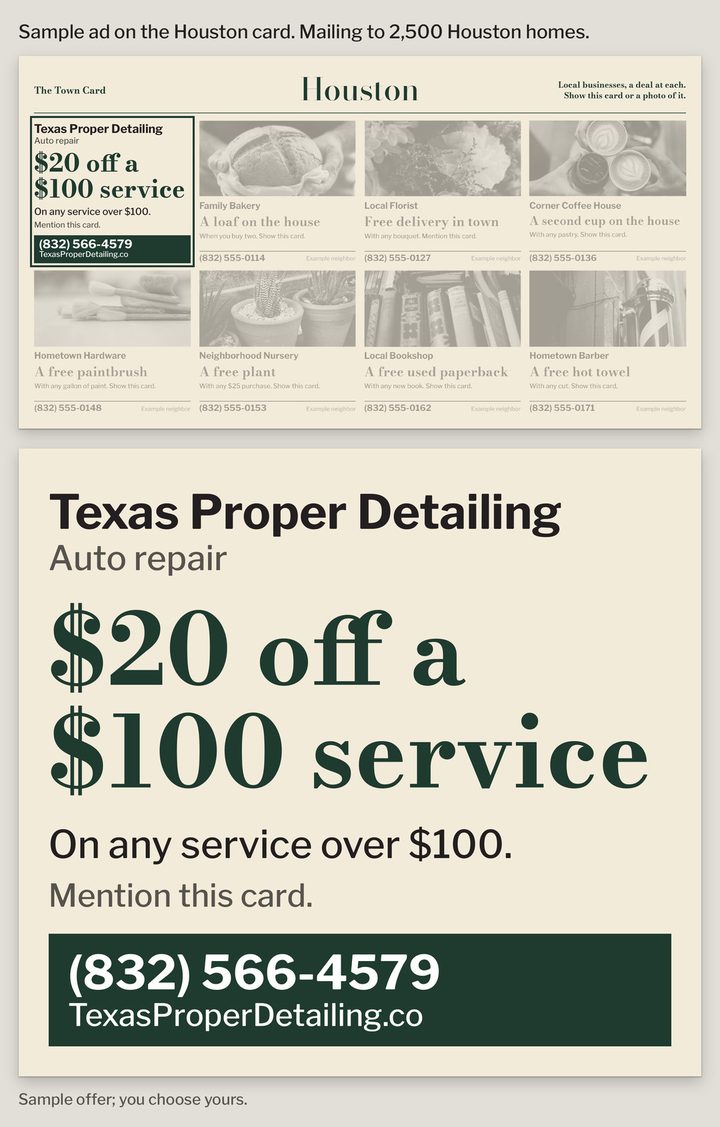 Sample ad on the Houston card. Mailing to 2,500 Houston homes.
The Town Card
Houston
Local businesses, a deal at each.
Show this card or a photo of it.
Texas Proper Detailing
Auto repair
$20 off a
$100 service
On any service over $100.
Mention this card.
(832) 566-4579
TexasProperDetailing.co
Family Bakery
A loaf on the house
When you buy two. Show this card.
(832) 555-0114 Example neighbor
Local Florist
Free delivery in town
With any bouquet. Mention this card.
(832) 555-0127 Example neighbor
Corner Coffee House
A second cup on the house
With any pastry. Show this card.
(832) 555-0136 Example neighbor
Hometown Hardware
A free paintbrush
With any gallon of paint. Show this card.
(832) 555-0148 Example neighbor
Neighborhood Nursery
A free plant
With any $25 purchase. Show this card.
(832) 555-0153 Example neighbor
Local Bookshop
A free used paperback
With any new book. Show this card.
(832) 555-0162 Example neighbor
Hometown Barber
A free hot towel
With any cut. Show this card.
(832) 555-0171 Example neighbor
Texas Proper Detailing
Auto repair
$20 off a
$100 service
On any service over $100.
Mention this card.
(832) 566-4579
TexasProperDetailing.co
Sample offer; you choose yours.